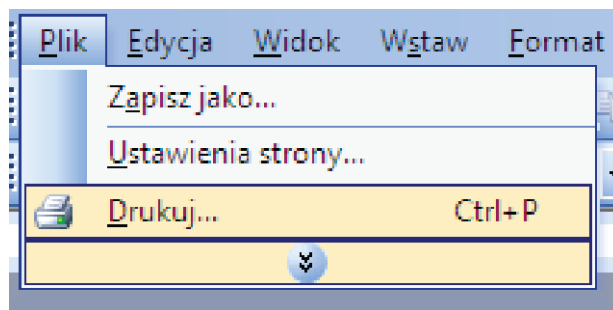 Plik Edycja Widok Wstaw Format
Zapisz jako...
Ustawienia strony...
Drukuj... Ctrl+P